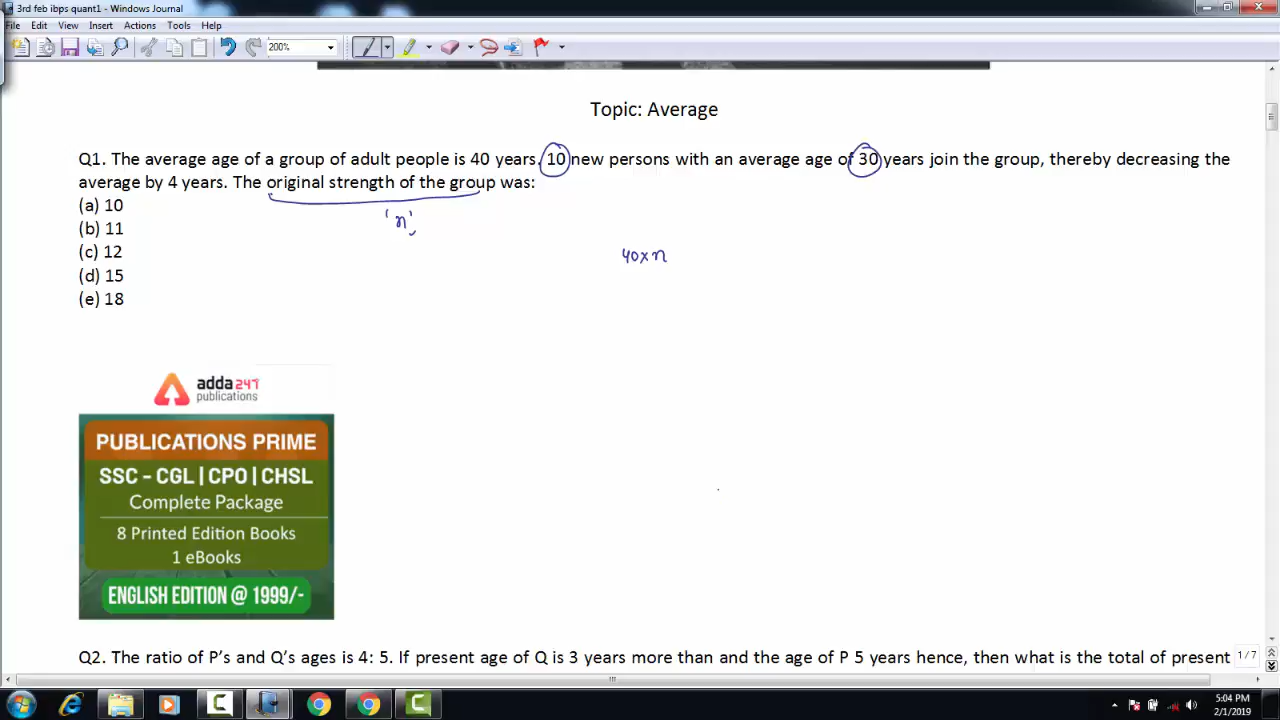 3rd feb ibps quant1 - Windows Journal
File Edit View Insert Actions Tools Help
200%
Topic: Average
Q1. The average age of a group of adult people is 40 years. 10 new persons with an average age of 30 years join the group, thereby decreasing the
average by 4 years. The original strength of the group was:
(a) 10
'n'
(b) 11
(c) 12
40×n
(d) 15
(e) 18
adda247
publications
PUBLICATIONS PRIME
SSC - CGL | CPO | CHSL
Complete Package
8 Printed Edition Books
1 eBooks
ENGLISH EDITION @ 1999/-
Q2. The ratio of P's and Q's ages is 4: 5. If present age of Q is 3 years more than and the age of P 5 years hence, then what is the total of present
1/7
5:04 PM
2/1/2019